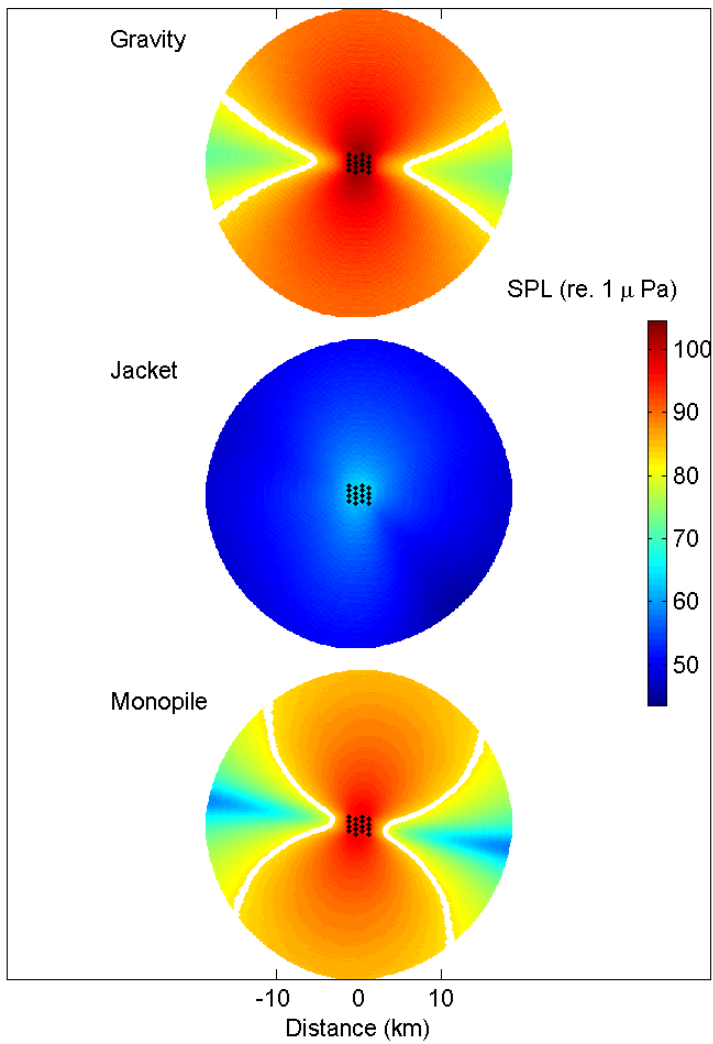 Gravity
SPL (re. 1 μ Pa)
Jacket
100
90
80
70
60
50
Monopile
-10 0 10
Distance (km)